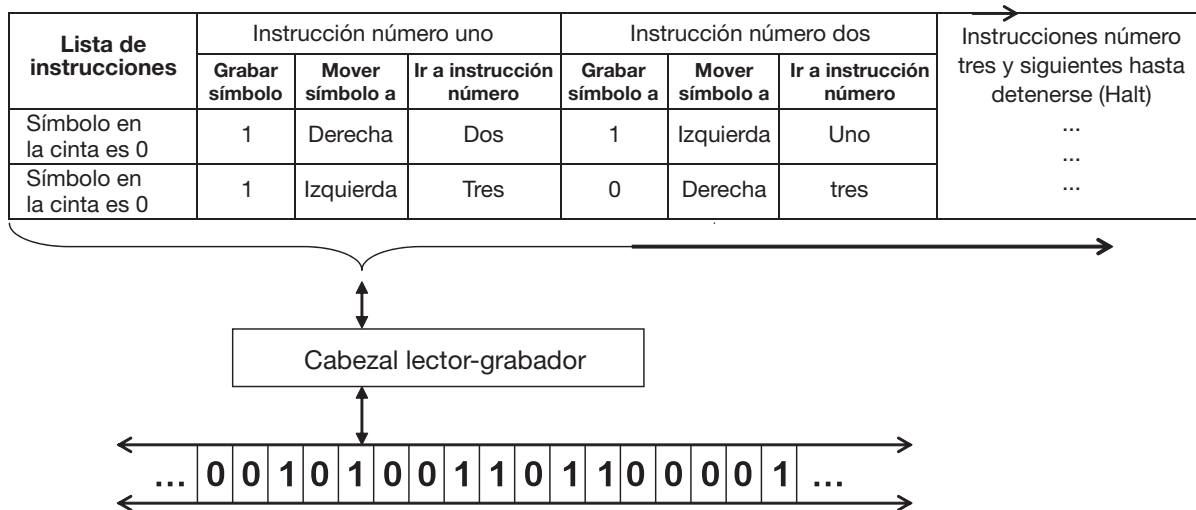 Lista de instrucciones
Instrucción número uno
Instrucción número dos
Instrucciones número
tres y siguientes hasta
detenerse (Halt)
Grabar símbolo
Mover símbolo a
Ir a instrucción número
Grabar símbolo a
Mover símbolo a
Ir a instrucción número
Símbolo en la cinta es 0
1
Derecha
Dos
1
Izquierda
Uno
...
Símbolo en la cinta es 0
1
Izquierda
Tres
0
Derecha
tres
...
...
Cabezal lector-grabador
... 0 0 1 0 1 0 0 1 1 0 1 1 0 0 0 0 1 ...